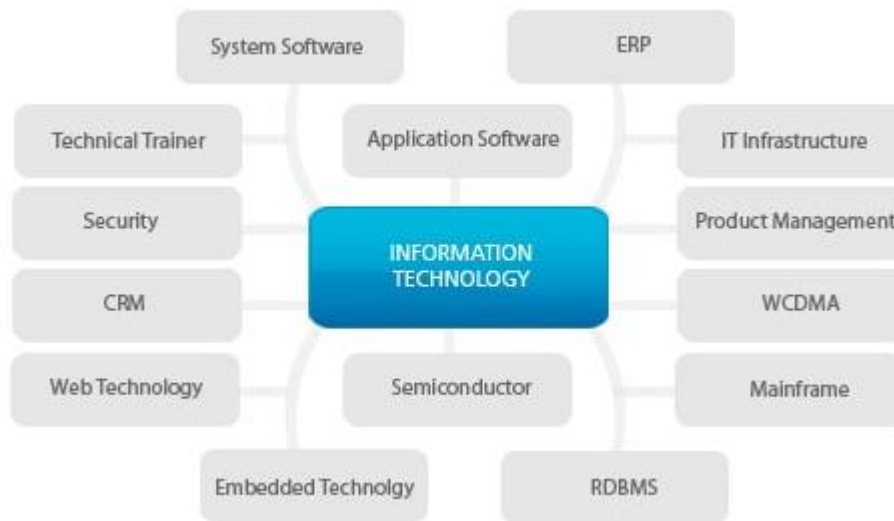 System Software
ERP
Technical Trainer
Application Software
IT Infrastructure
Security
Product Management
INFORMATION
TECHNOLOGY
CRM
WCDMA
Web Technology
Semiconductor
Mainframe
Embedded Technolgy
RDBMS